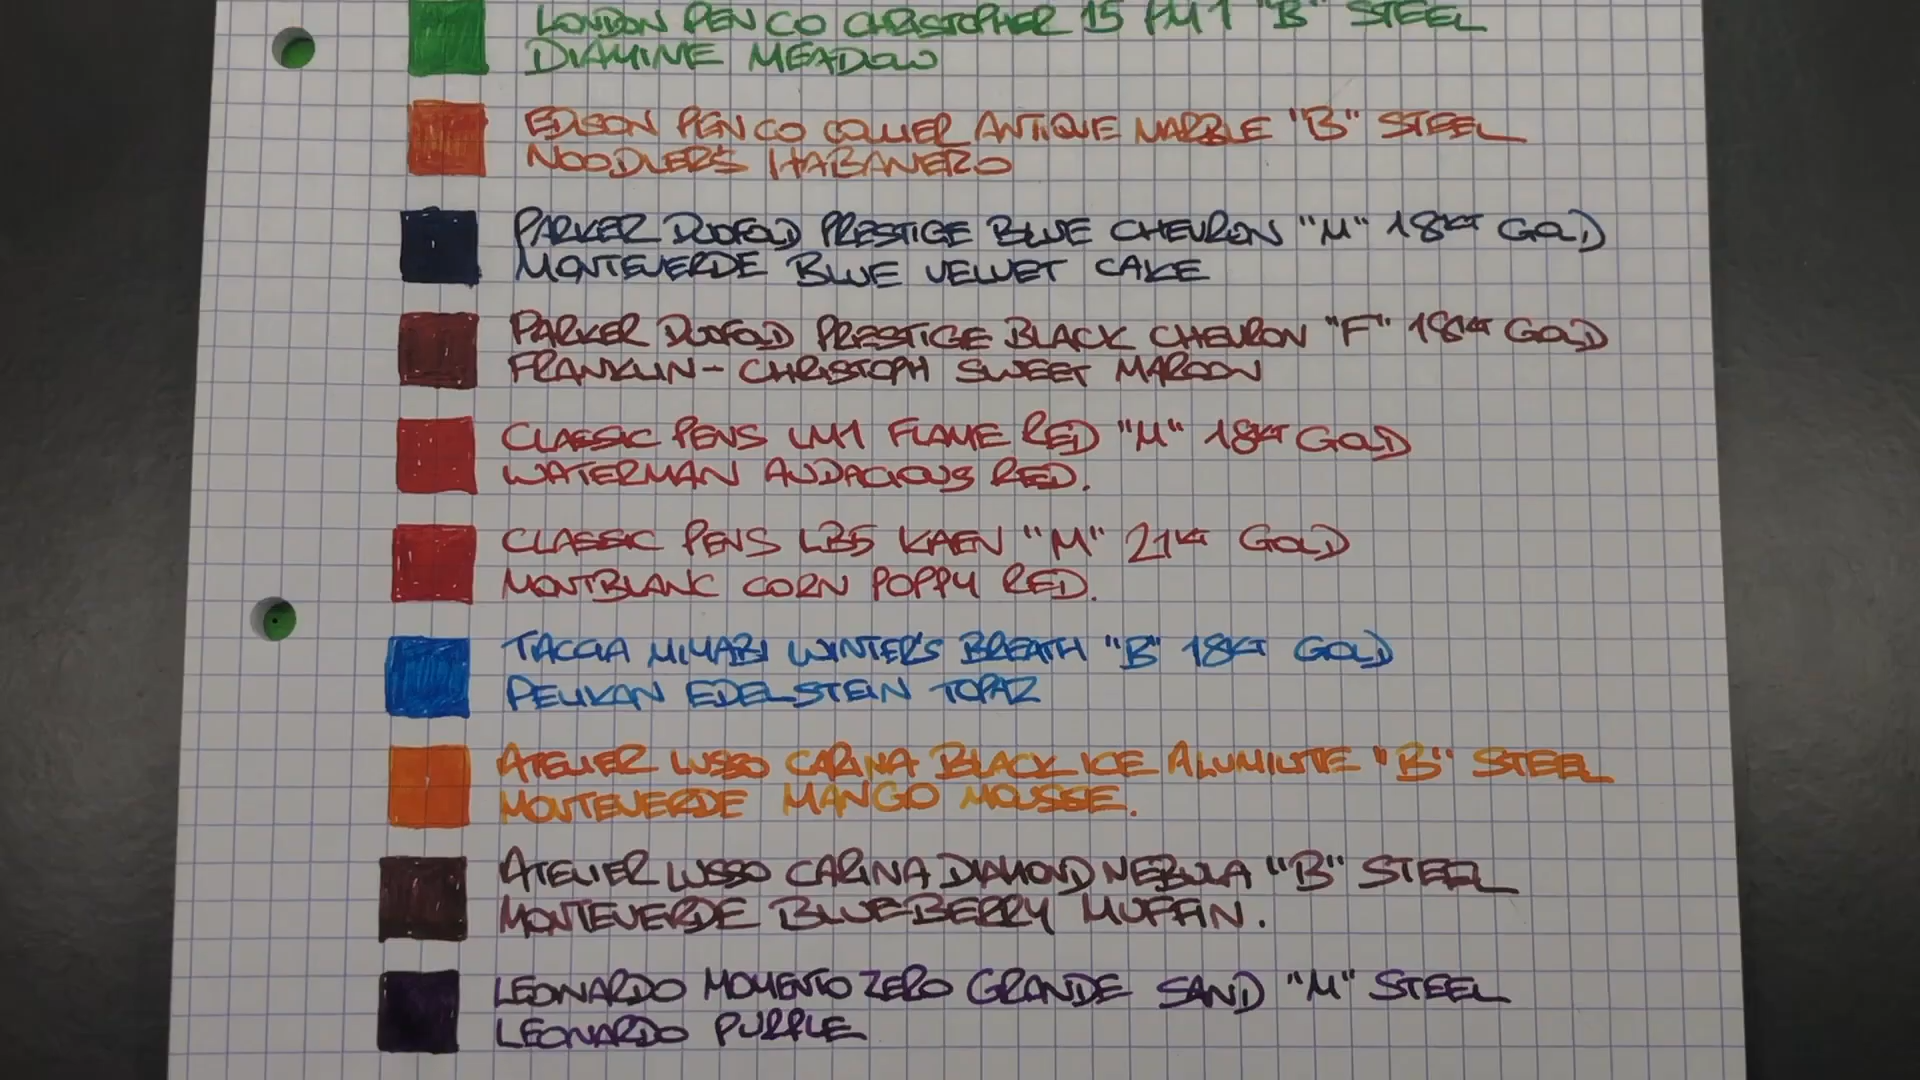 LONDON PEN CO CHRISTOPHER 15 PM1 "B" STEEL
DIAMINE MEADOW
EDISON PEN CO COLLIER ANTIQUE MARBLE "B" STEEL
NOODLER'S HABANERO
PARKER DUOFOLD PRESTIGE BLUE CHEVRON "M" 18KT GOLD
MONTEVERDE BLUE VELVET CAKE
PARKER DUOFOLD PRESTIGE BLACK CHEVRON "F" 18KT GOLD
FRANKLIN-CHRISTOPH SWEET MAROON
CLASSIC PENS LM1 FLAME RED "M" 18KT GOLD
WATERMAN AUDACIOUS RED.
CLASSIC PENS LB5 KAEN "M" 21KT GOLD
MONTBLANC CORN POPPY RED.
TACCIA MIYABI WINTER'S BREATH "B" 18KT GOLD
PELIKAN EDELSTEIN TOPAZ
ATELIER LUSSO CARINA BLACK ICE ALUMILITE "B" STEEL
MONTEVERDE MANGO MOUSSE.
ATELIER LUSSO CARINA DIAMOND NEBULA "B" STEEL
MONTEVERDE BLUEBERRY MUFFIN.
LEONARDO MOMENTO ZERO GRANDE SAND "M" STEEL
LEONARDO PURPLE